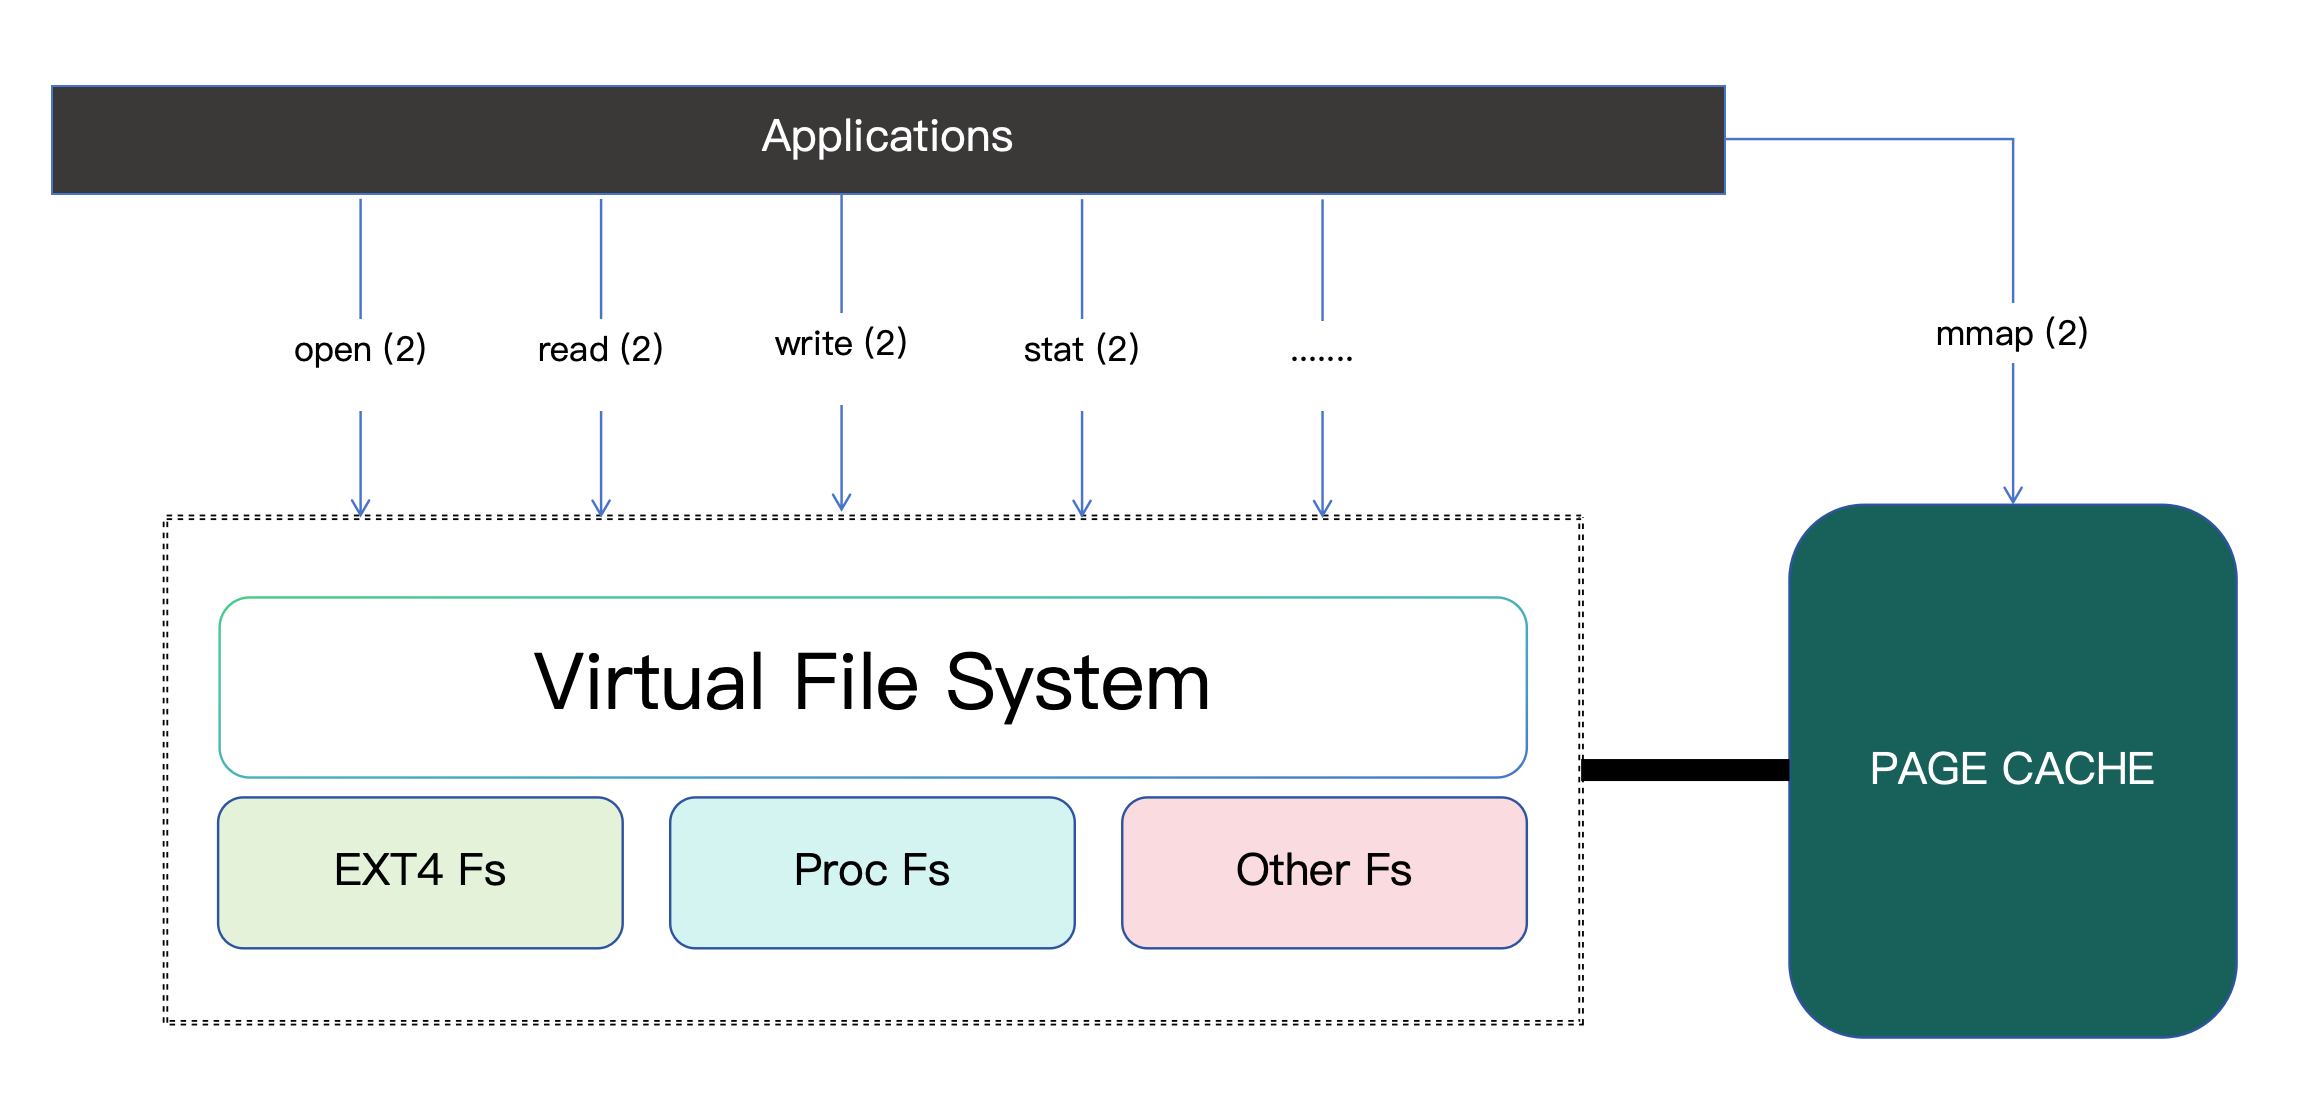 Applications
open (2)
read (2)
write (2)
stat (2)
.......
mmap (2)
Virtual File System
EXT4 Fs
Proc Fs
Other Fs
PAGE CACHE